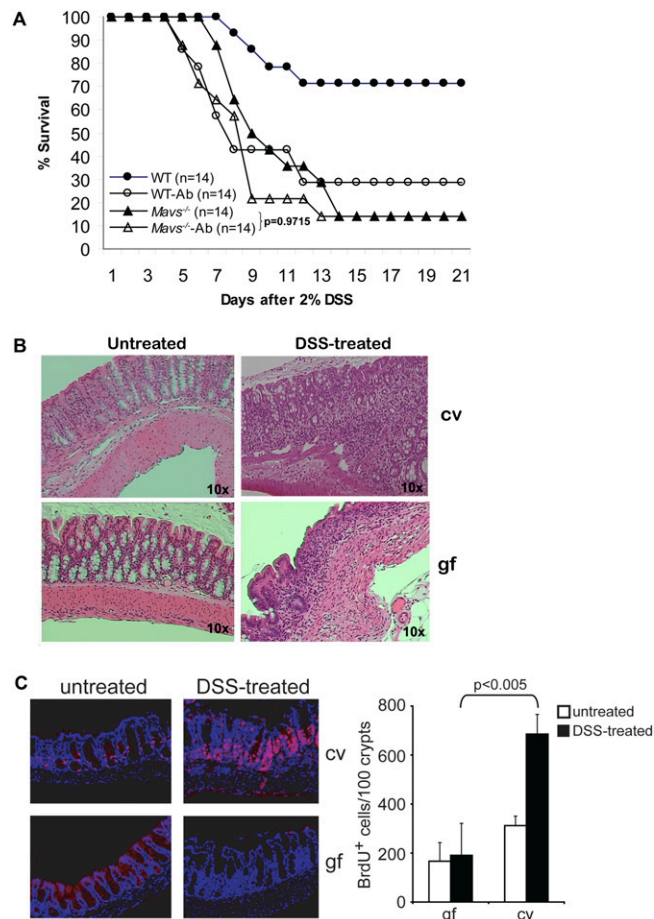 A
% Survival
100
90
80
70
60
50
40
30
20
10
0
WT (n=14)
WT-Ab (n=14)
Mavs-/- (n=14)
Mavs-/--Ab (n=14)
p=0.9715
1 3 5 7 9 11 13 15 17 19 21
Days after 2% DSS
B
Untreated DSS-treated
10x 10x cv
10x 10x gf
C
untreated DSS-treated
cv
gf
p<0.005
untreated
DSS-treated
BrdU+ cells/100 crypts
800
600
400
200
0
gf cv